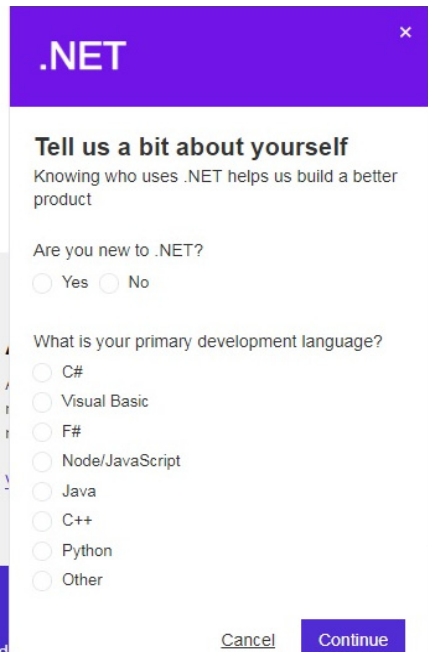 .NET
×
Tell us a bit about yourself
Knowing who uses .NET helps us build a better
product
Are you new to .NET?
Yes No
What is your primary development language?
C#
Visual Basic
F#
Node/JavaScript
Java
C++
Python
Other
Cancel Continue